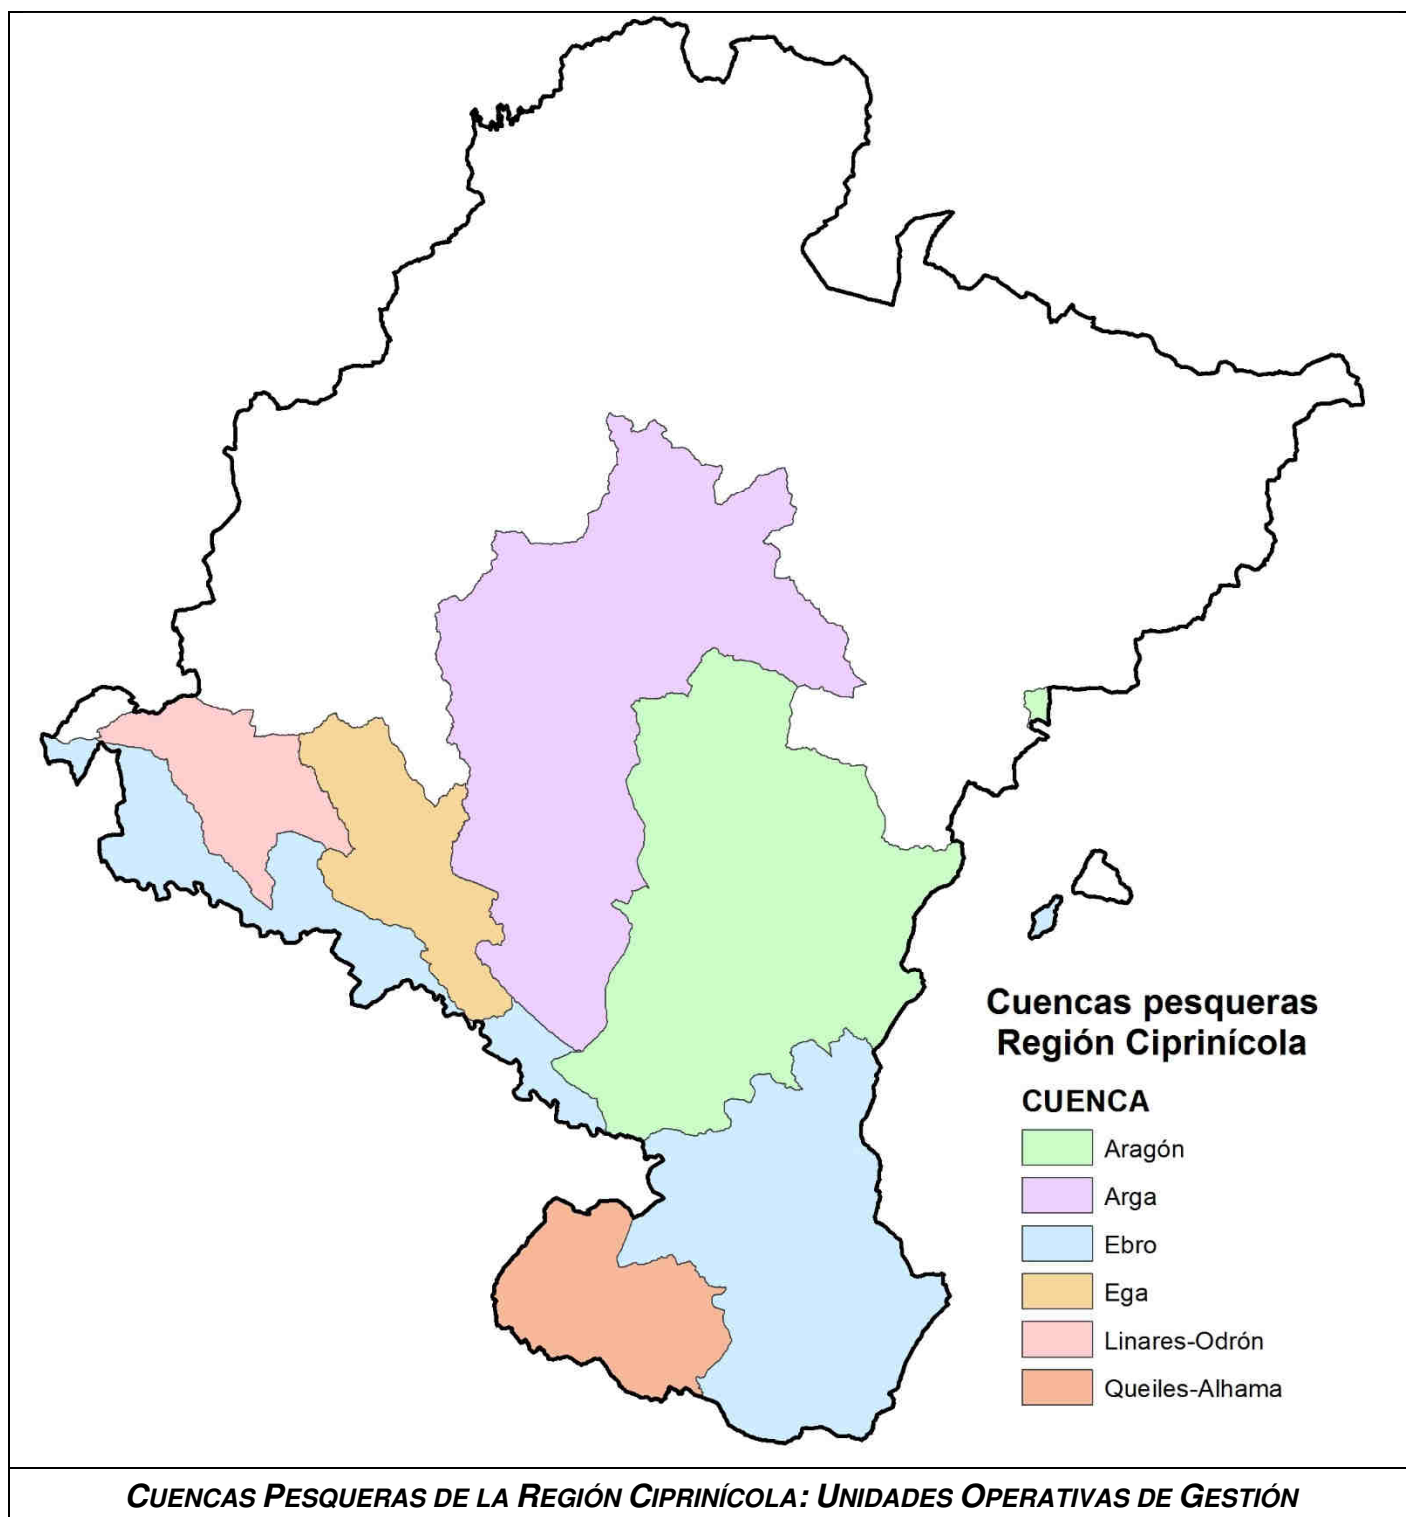 Cuencas pesqueras
Región Ciprinícola
CUENCA
Aragón
Arga
Ebro
Ega
Linares-Odrón
Queiles-Alhama
CUENCAS PESQUERAS DE LA REGIÓN CIPRINÍCOLA: UNIDADES OPERATIVAS DE GESTIÓN